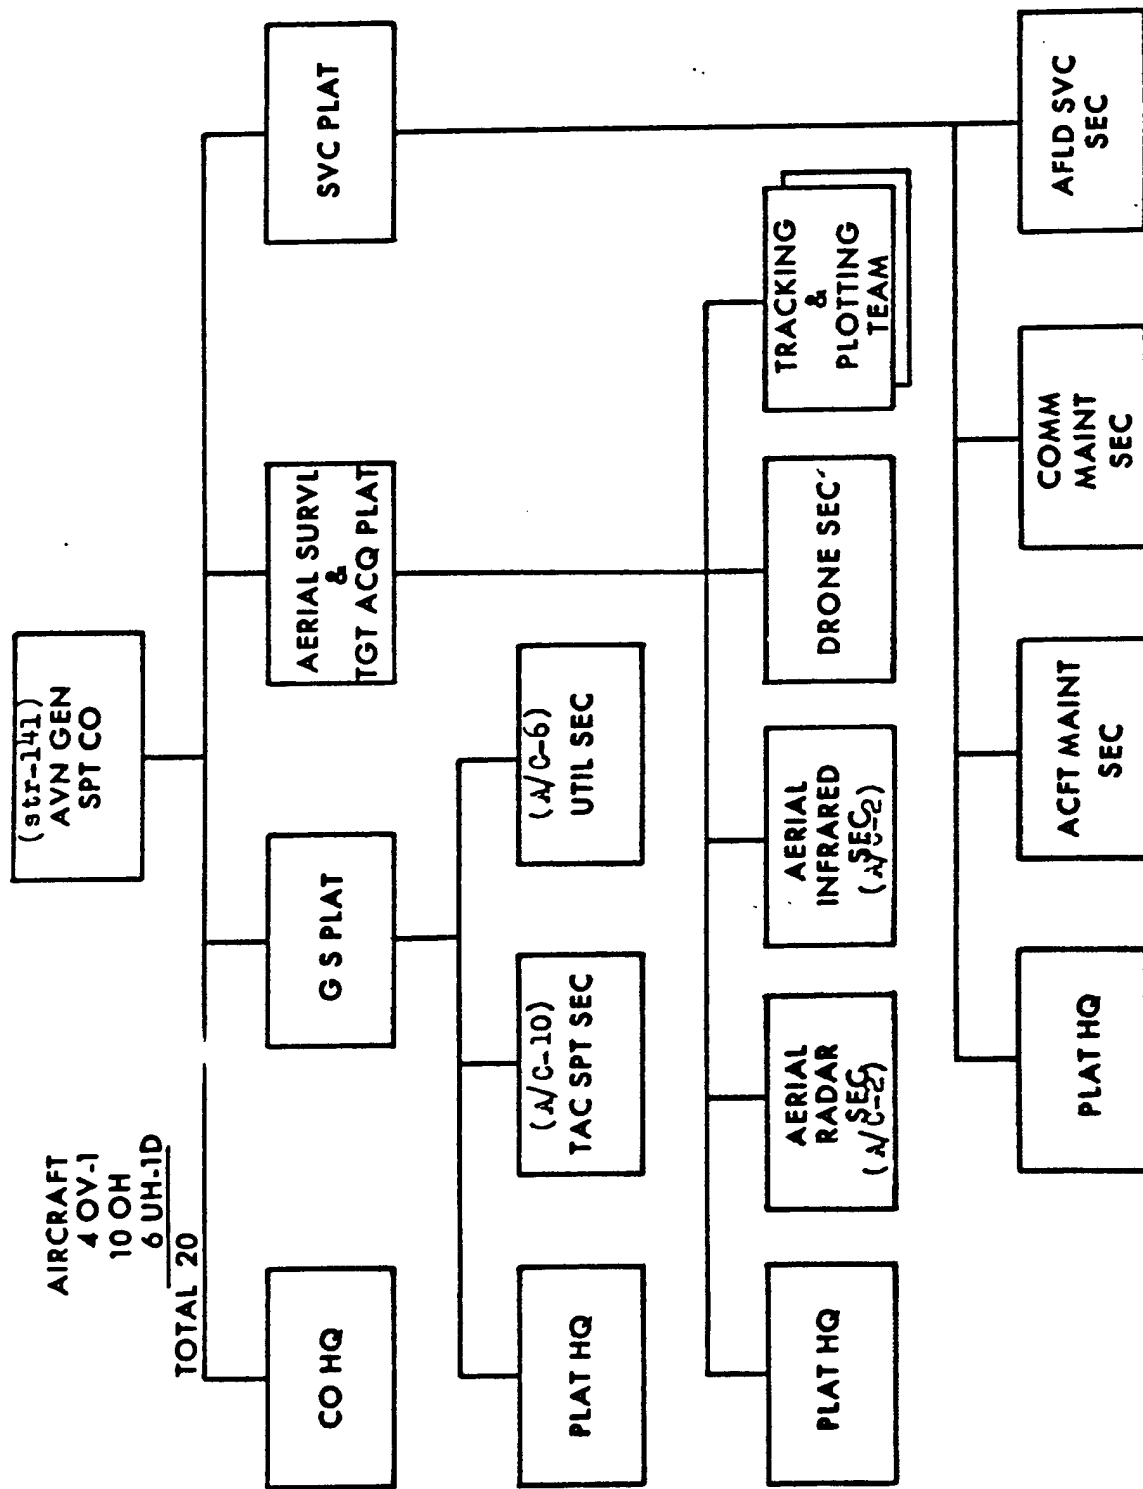 AIRCRAFT
4 OV-1
10 OH
6 UH-1D
TOTAL 20
(str-141)
AVN GEN
SPT CO
CO HQ
G S PLAT
AERIAL SURVL
&
TGT ACQ PLAT
SVC PLAT
PLAT HQ
(A/C-10)
TAC SPT SEC
(A/C-6)
UTIL SEC
PLAT HQ
AERIAL
RADAR
SEC
(A/C-2)
AERIAL
INFRARED
SEC
(A/C-2)
DRONE SEC
TRACKING
&
PLOTTING
TEAM
PLAT HQ
ACFT MAINT
SEC
COMM
MAINT
SEC
AFLD SVC
SEC